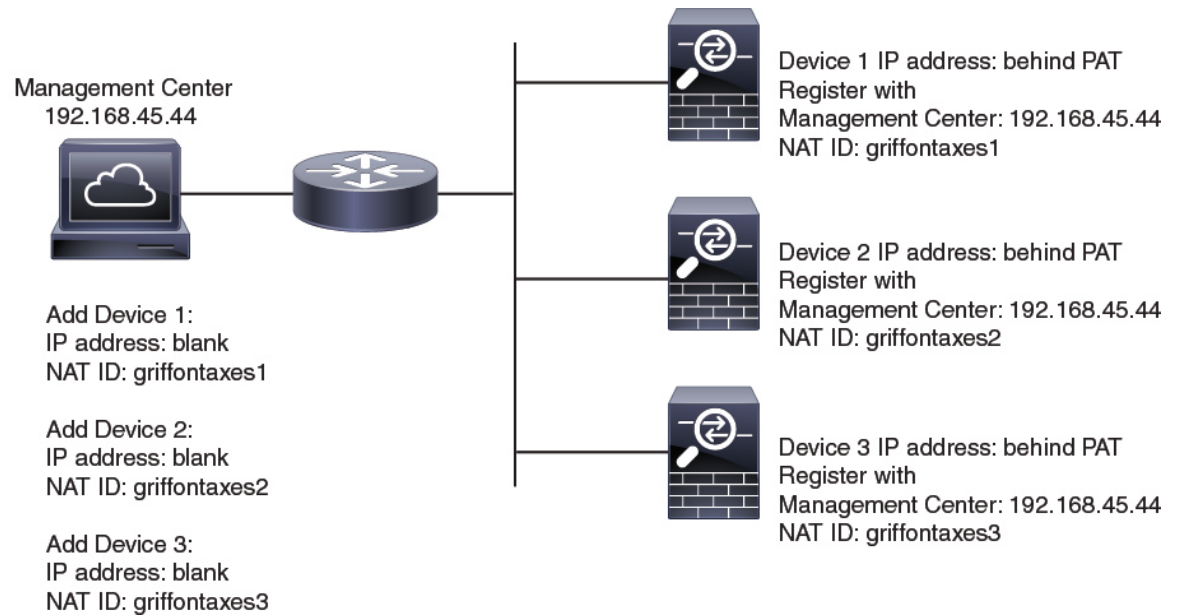 Management Center
192.168.45.44
Add Device 1:
IP address: blank
NAT ID: griffontaxes1
Add Device 2:
IP address: blank
NAT ID: griffontaxes2
Add Device 3:
IP address: blank
NAT ID: griffontaxes3
Device 1 IP address: behind PAT
Register with
Management Center: 192.168.45.44
NAT ID: griffontaxes1
Device 2 IP address: behind PAT
Register with
Management Center: 192.168.45.44
NAT ID: griffontaxes2
Device 3 IP address: behind PAT
Register with
Management Center: 192.168.45.44
NAT ID: griffontaxes3